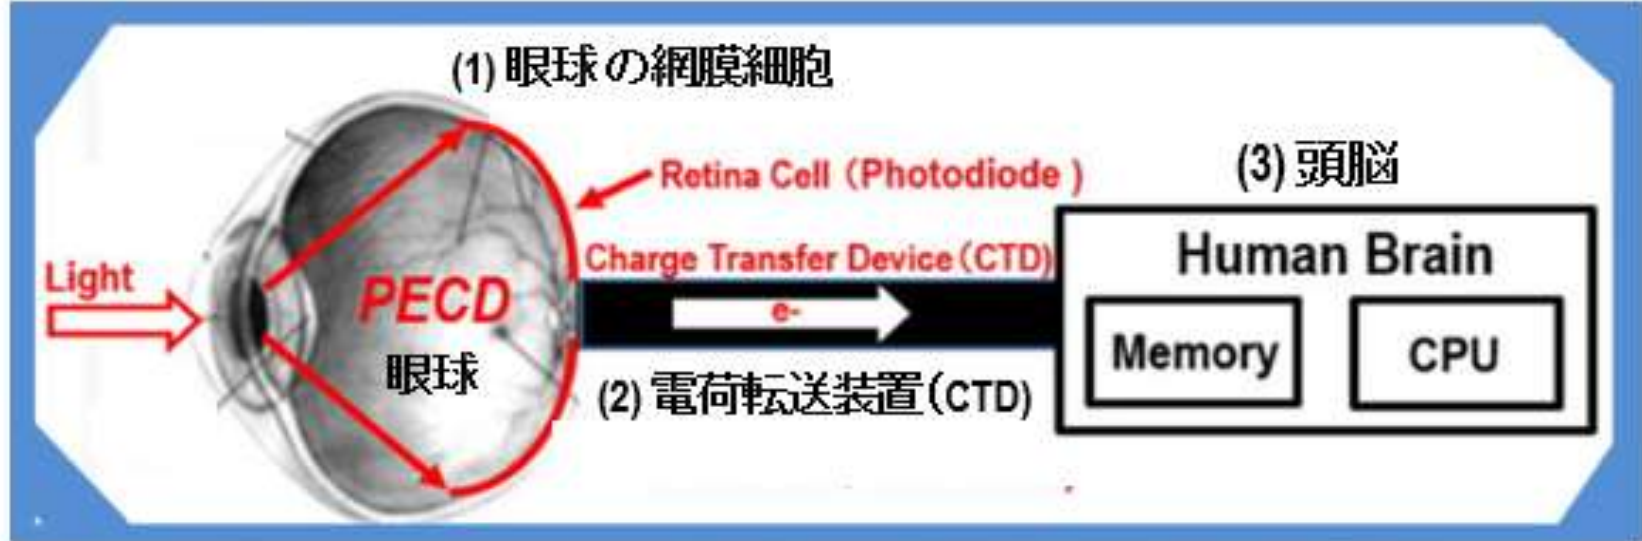 (1) 眼球の網膜細胞
Retina Cell (Photodiode )
(3) 頭脳
Light
PECD
眼球
Charge Transfer Device (CTD)
e-
(2) 電荷転送装置(CTD)
Human Brain
Memory
CPU